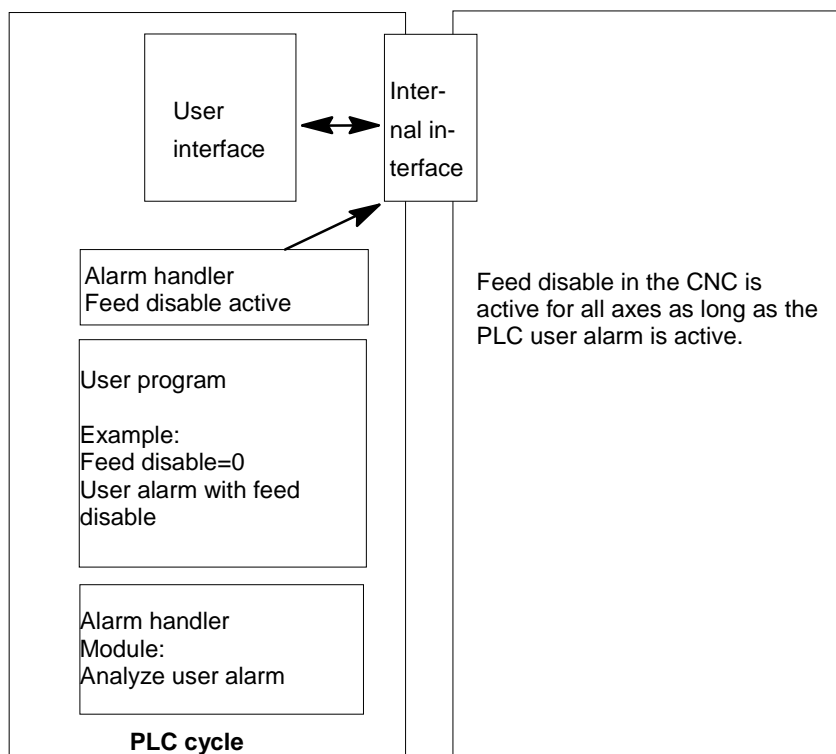 User
interface
Inter-
nal in-
terface
Alarm handler
Feed disable active
Feed disable in the CNC is
active for all axes as long as the
PLC user alarm is active.
User program
Example:
Feed disable=0
User alarm with feed
disable
Alarm handler
Module:
Analyze user alarm
PLC cycle